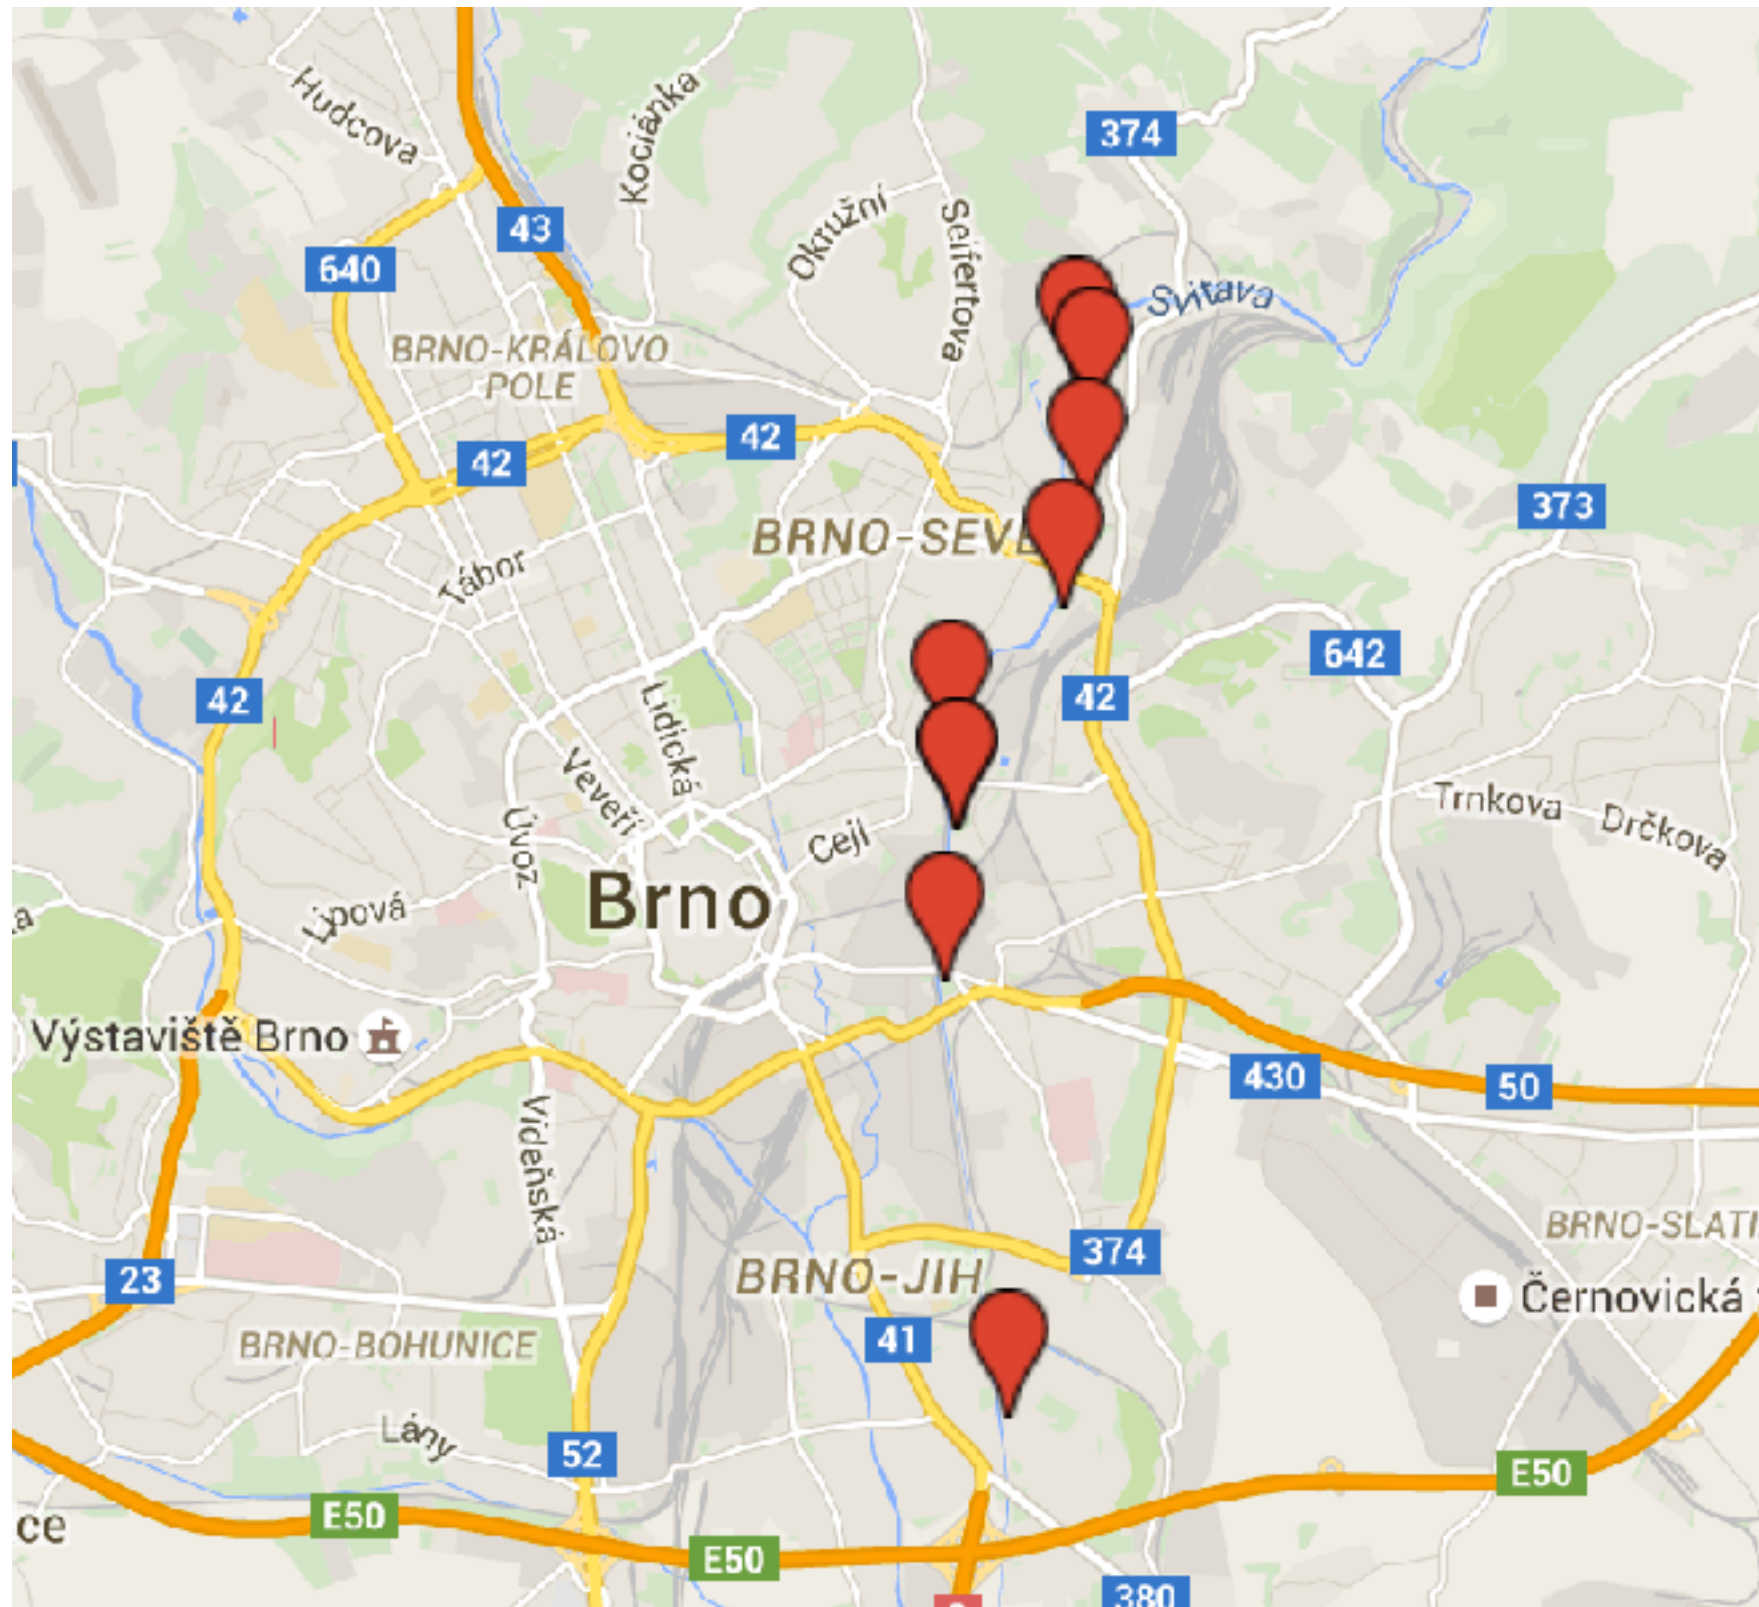 Hudcova
Kociánka
374
43
Okružní
Seifertova
640
Svitava
BRNO-KRÁLOVO
POLE
42
42
373
BRNO-SEVE
Tábor
642
42
Lidická
42
Veveří
Trnkova
Drčkova
Úvoz
Cejl
Brno
Lipová
a
Výstaviště Brno
430
50
Vídeňská
BRNO-SLATI
374
23
BRNO-JIH
Černovická
41
BRNO-BOHUNICE
Lány
52
E50
E50
ce
E50
380